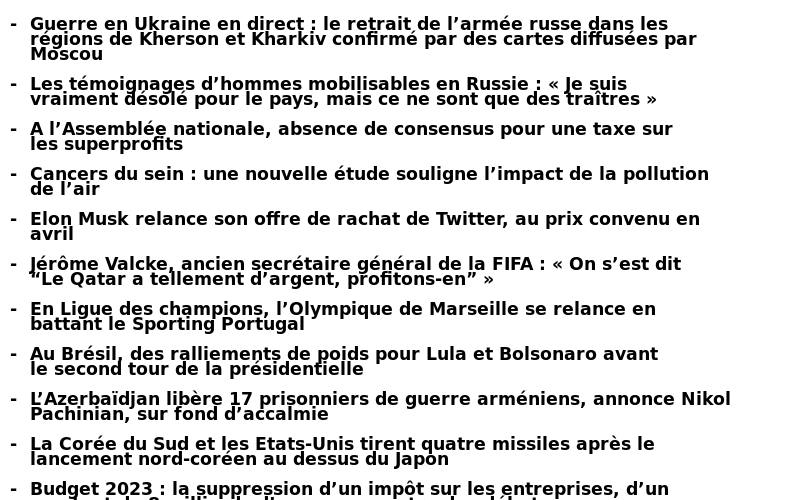 - Guerre en Ukraine en direct : le retrait de l’armée russe dans les
régions de Kherson et Kharkiv confirmé par des cartes diffusées par
Moscou
- Les témoignages d’hommes mobilisables en Russie : « Je suis
vraiment désolé pour le pays, mais ce ne sont que des traîtres »
- A l’Assemblée nationale, absence de consensus pour une taxe sur
les superprofits
- Cancers du sein : une nouvelle étude souligne l’impact de la pollution
de l’air
- Elon Musk relance son offre de rachat de Twitter, au prix convenu en
avril
- Jérôme Valcke, ancien secrétaire général de la FIFA : « On s’est dit
“Le Qatar a tellement d’argent, profitons-en” »
- En Ligue des champions, l’Olympique de Marseille se relance en
battant le Sporting Portugal
- Au Brésil, des ralliements de poids pour Lula et Bolsonaro avant
le second tour de la présidentielle
- L’Azerbaïdjan libère 17 prisonniers de guerre arméniens, annonce Nikol
Pachinian, sur fond d’accalmie
- La Corée du Sud et les Etats-Unis tirent quatre missiles après le
lancement nord-coréen au dessus du Japon
- Budget 2023 : la suppression d’un impôt sur les entreprises, d’un